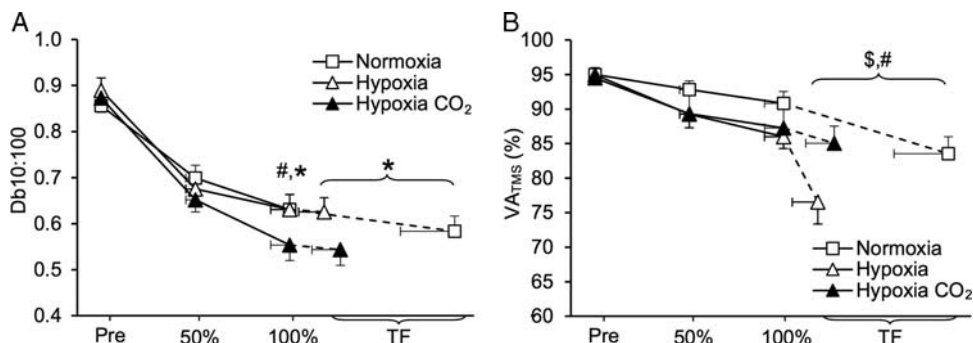 A
Db10:100
1.0
0.9
0.8
0.7
0.6
0.5
0.4
Normoxia
Hypoxia
Hypoxia CO₂
#,*
*
Pre
50%
100%
TF
B
VA_TMS (%)
100
95
90
85
80
75
70
65
60
$,#
Normoxia
Hypoxia
Hypoxia CO₂
Pre
50%
100%
TF